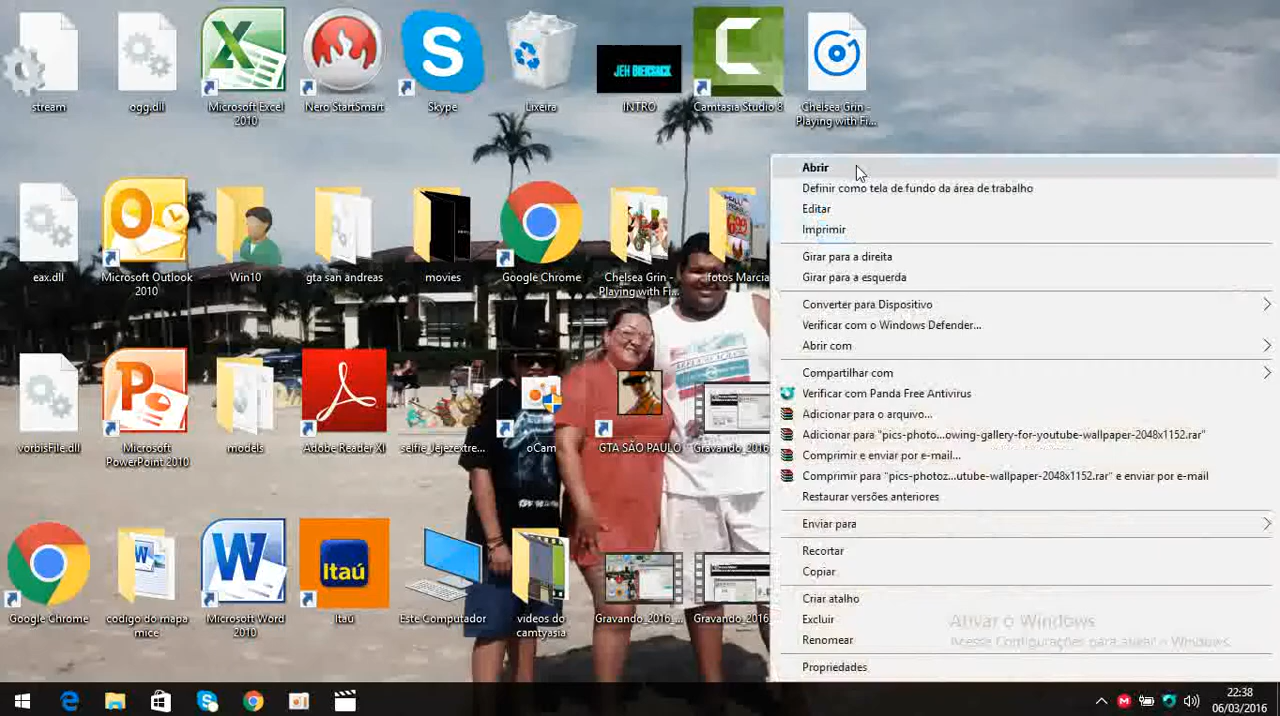 stream
ogg.dll
Microsoft Excel
2010
Nero StartSmart
Skype
Lixeira
JEH BIERSACK
INTRO
Camtasia Studio 8
Chelsea Grin -
Playing with Fi...
eax.dll
Microsoft Outlook
2010
Win10
gta san andreas
movies
Google Chrome
Chelsea Grin -
Playing with Fi...
fotos Marcia
vorbisFile.dll
Microsoft
PowerPoint 2010
models
Adobe Reader XI
selfie Jejezextre...
oCam
GTA SÃO PAULO
Gravando_2016
Google Chrome
codigo do mapa
mice
Microsoft Word
2010
Itaú
Itau
Este Computador
videos do
camtyasia
Gravando_2016_...
Gravando_2016
Abrir
Definir como tela de fundo da área de trabalho
Editar
Imprimir
Girar para a direita
Girar para a esquerda
Converter para Dispositivo
Verificar com o Windows Defender...
Abrir com
Compartilhar com
Verificar com Panda Free Antivirus
Adicionar para o arquivo...
Adicionar para "pics-photo...owing-gallery-for-youtube-wallpaper-2048x1152.rar"
Comprimir e enviar por e-mail...
Comprimir para "pics-photoz...utube-wallpaper-2048x1152.rar" e enviar por e-mail
Restaurar versões anteriores
Enviar para
Recortar
Copiar
Criar atalho
Excluir
Renomear
Propriedades
Ativar o Windows
Acesse Configurações para ativar o Windows.
22:38
06/03/2016